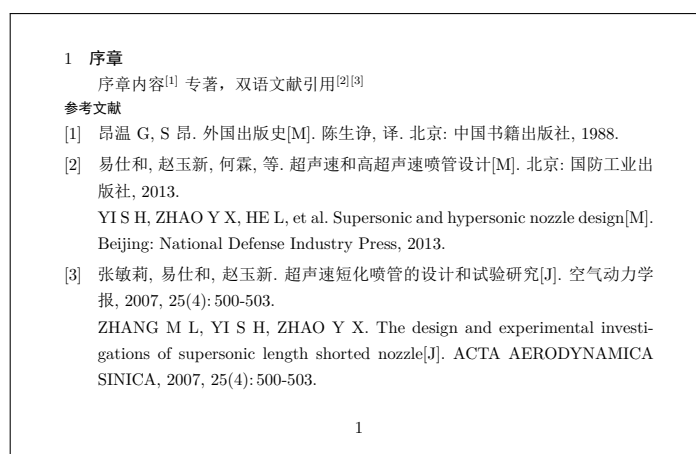 1 序章
序章内容[1] 专著，双语文献引用[2][3]
参考文献
[1] 昂温 G, S 昂. 外国出版史[M]. 陈生诤, 译. 北京: 中国书籍出版社, 1988.
[2] 易仕和, 赵玉新, 何霖, 等. 超声速和高超声速喷管设计[M]. 北京: 国防工业出
版社, 2013.
YI S H, ZHAO Y X, HE L, et al. Supersonic and hypersonic nozzle design[M].
Beijing: National Defense Industry Press, 2013.
[3] 张敏莉, 易仕和, 赵玉新. 超声速短化喷管的设计和试验研究[J]. 空气动力学
报, 2007, 25(4): 500-503.
ZHANG M L, YI S H, ZHAO Y X. The design and experimental investi-
gations of supersonic length shorted nozzle[J]. ACTA AERODYNAMICA
SINICA, 2007, 25(4): 500-503.
1